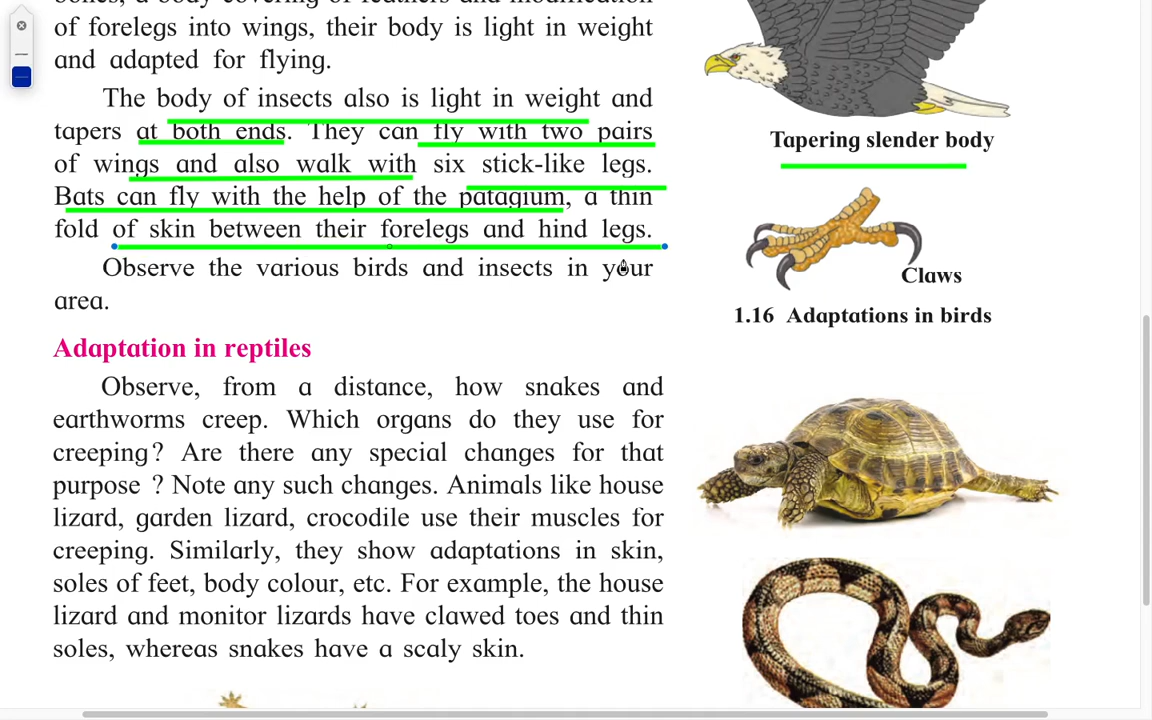 of forelegs into wings, their body is light in weight
and adapted for flying.
The body of insects also is light in weight and
tapers at both ends. They can fly with two pairs
of wings and also walk with six stick-like legs.
Bats can fly with the help of the patagium, a thin
fold of skin between their forelegs and hind legs.
Observe the various birds and insects in your
area.
Adaptation in reptiles
Observe, from a distance, how snakes and
earthworms creep. Which organs do they use for
creeping? Are there any special changes for that
purpose ? Note any such changes. Animals like house
lizard, garden lizard, crocodile use their muscles for
creeping. Similarly, they show adaptations in skin,
soles of feet, body colour, etc. For example, the house
lizard and monitor lizards have clawed toes and thin
soles, whereas snakes have a scaly skin.
Tapering slender body
Claws
1.16 Adaptations in birds